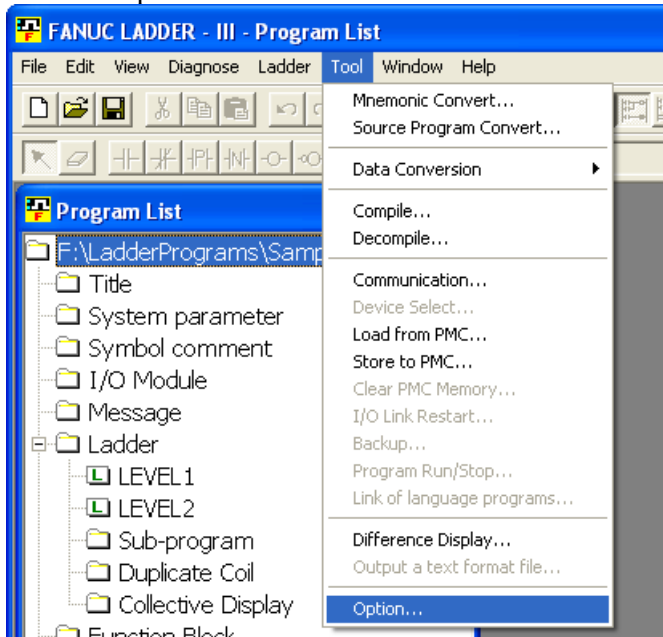 FANUC LADDER - III - Program List
File Edit View Diagnose Ladder Tool Window Help
Mnemonic Convert...
Source Program Convert...
Data Conversion
Compile...
Decompile...
Communication...
Device Select...
Load from PMC...
Store to PMC...
Clear PMC Memory...
I/O Link Restart...
Backup...
Program Run/Stop...
Link of language programs...
Difference Display...
Output a text format file...
Option...
Program List
F:\LadderPrograms\Samp
Title
System parameter
Symbol comment
I/O Module
Message
Ladder
LEVEL1
LEVEL2
Sub-program
Duplicate Coil
Collective Display
Function Block